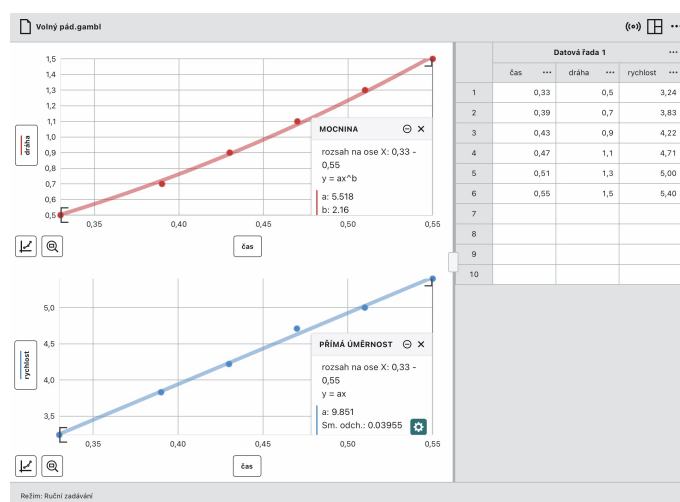 Volný pád.gambl
1,5
1,4
1,3
1,2
1,1
1,0
0,9
0,8
0,7
0,6
0,5
dráha
0,35
0,40
0,45
0,50
0,55
čas
MOCNINA
rozsah na ose X: 0,33 -
0,55
y = ax^b
a: 5.518
b: 2.16
5,0
4,5
4,0
3,5
rychlost
0,35
0,40
0,45
0,50
0,55
čas
PŘÍMÁ ÚMĚRNOST
rozsah na ose X: 0,33 -
0,55
y = ax
a: 9.851
Sm. odch.: 0.03955
Datová řada 1
čas dráha rychlost
1 0,33 0,5 3,24
2 0,39 0,7 3,83
3 0,43 0,9 4,22
4 0,47 1,1 4,71
5 0,51 1,3 5,00
6 0,55 1,5 5,40
7
8
9
10
Režim: Ruční zadávání